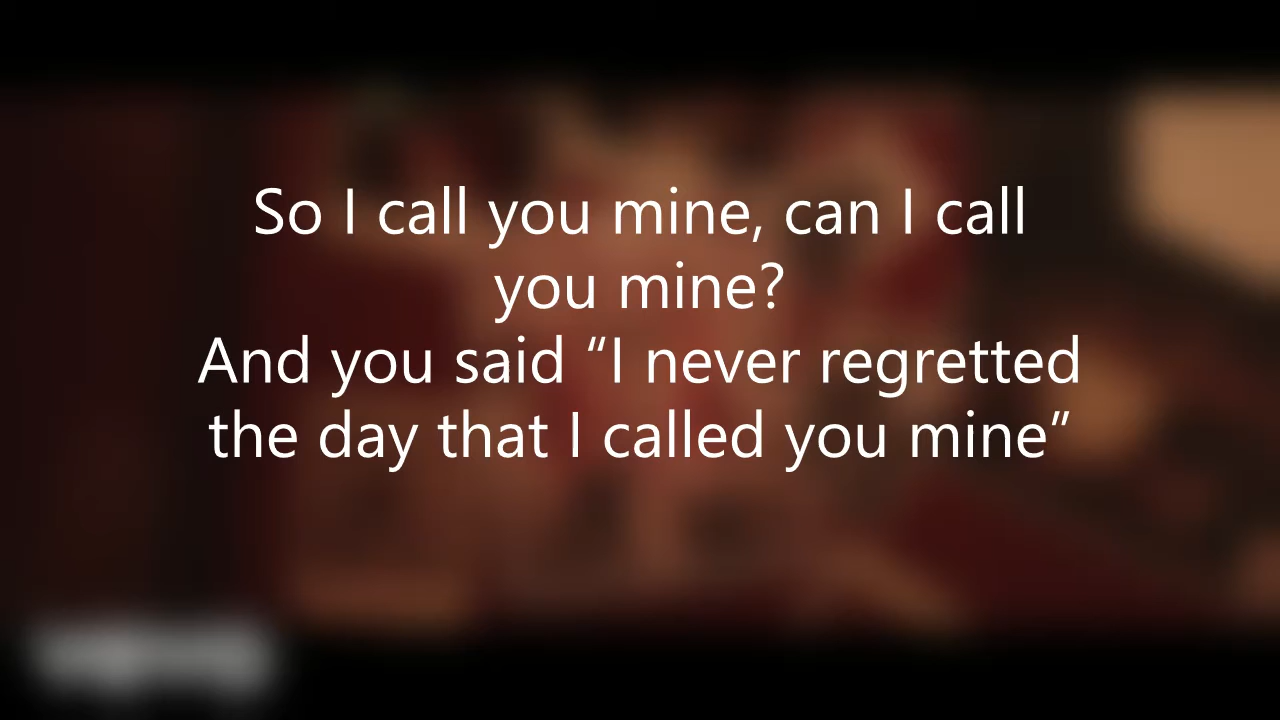 So I call you mine, can I call
you mine?
And you said “I never regretted
the day that I called you mine”